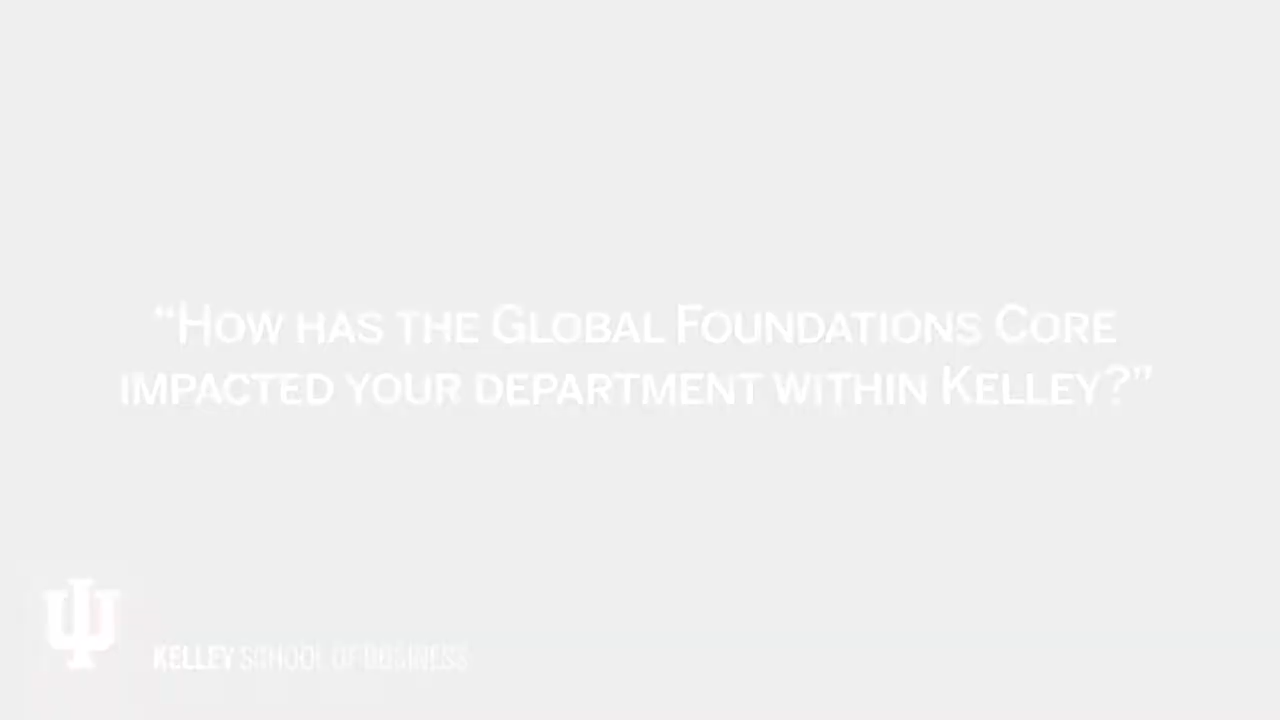 “How has the Global Foundations Core
impacted your department within Kelley?”
KELLEY SCHOOL OF BUSINESS